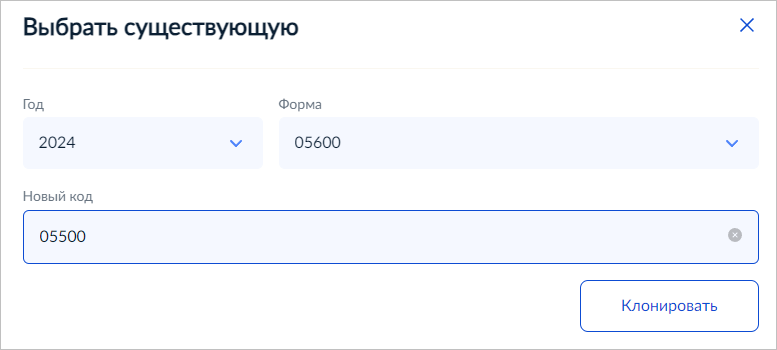 Выбрать существующую
Год
Форма
2024
05600
Новый код
05500
Клонировать